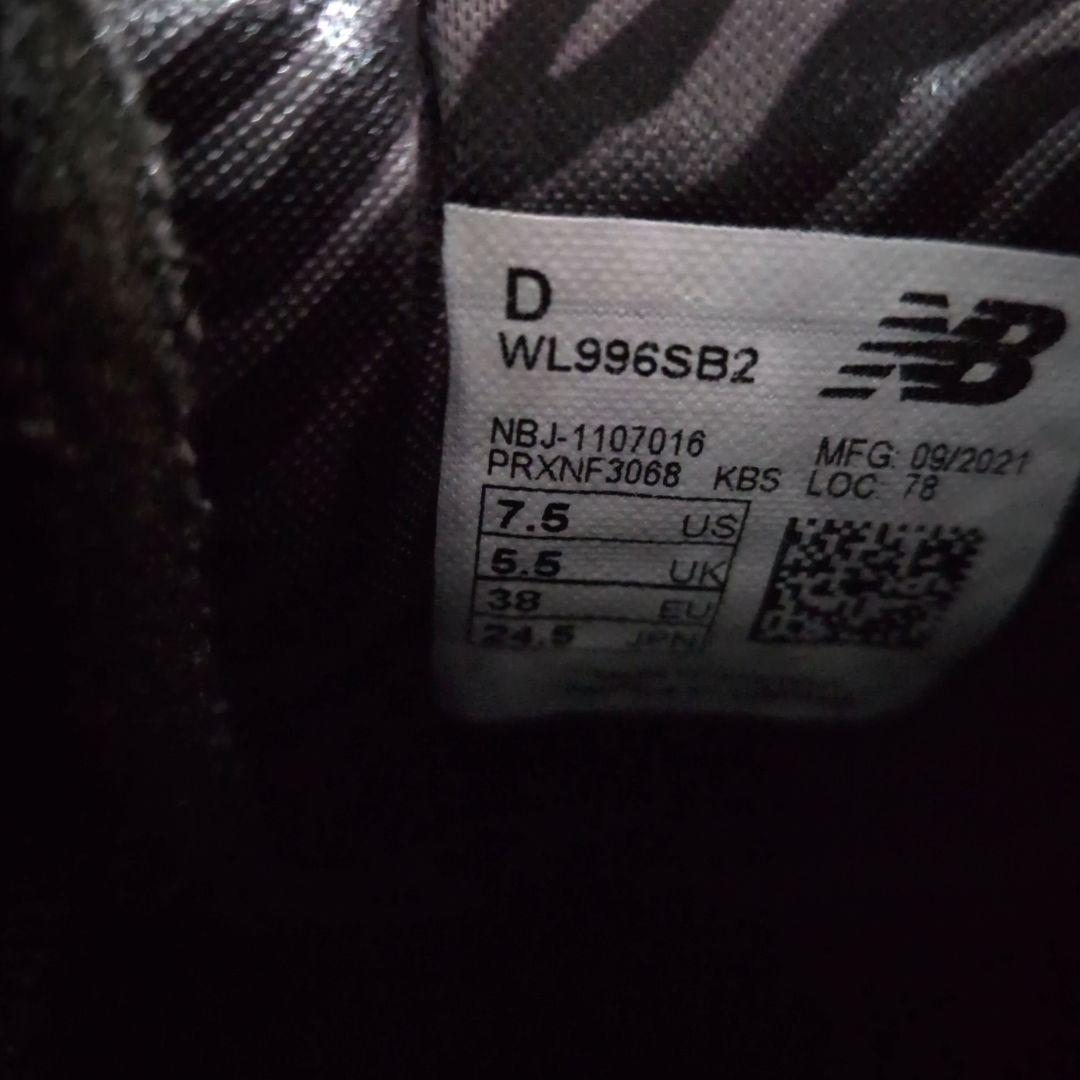 D
WL996SB2
NB
NBJ-1107016
PRXNF3068 KBS
MFG: 09/2021
LOC: 78
7.5 US
5.5 UK
38 EU
24.5 JPN